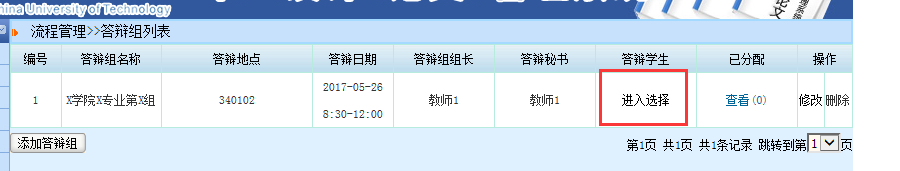 China University of Technology
流程管理>>答辩组列表
编号 答辩组名称 答辩地点 答辩日期 答辩组组长 答辩秘书 答辩学生 已分配 操作
1 X学院X专业第X组 340102 2017-05-26 教师1 教师1 进入选择 查看(0) 修改 删除
8:30-12:00
添加答辩组 第1页 共1页 共1条记录 跳转到第 1 页